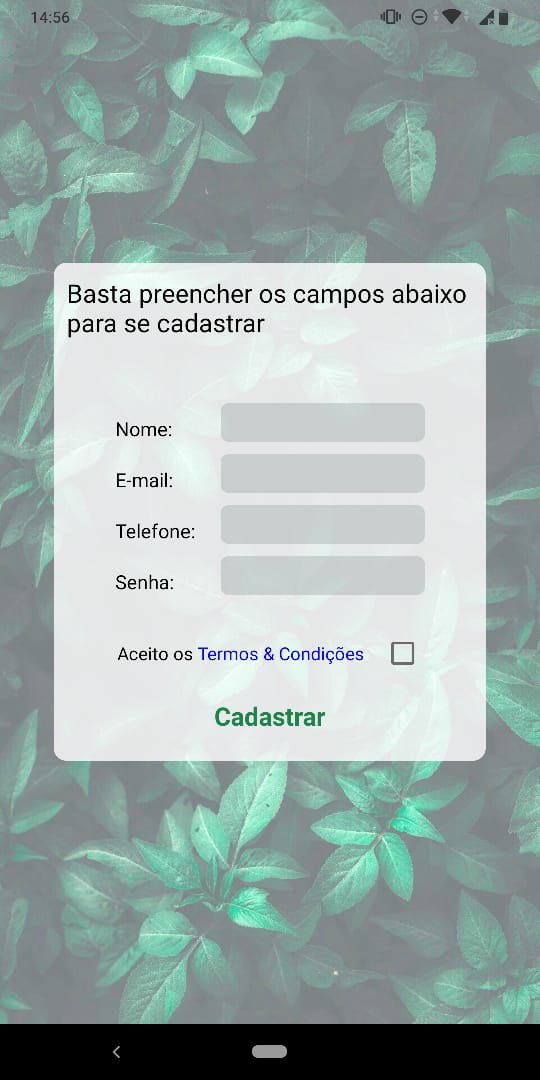 14:56
Basta preencher os campos abaixo
para se cadastrar
Nome:
E-mail:
Telefone:
Senha:
Aceito os Termos & Condições
Cadastrar